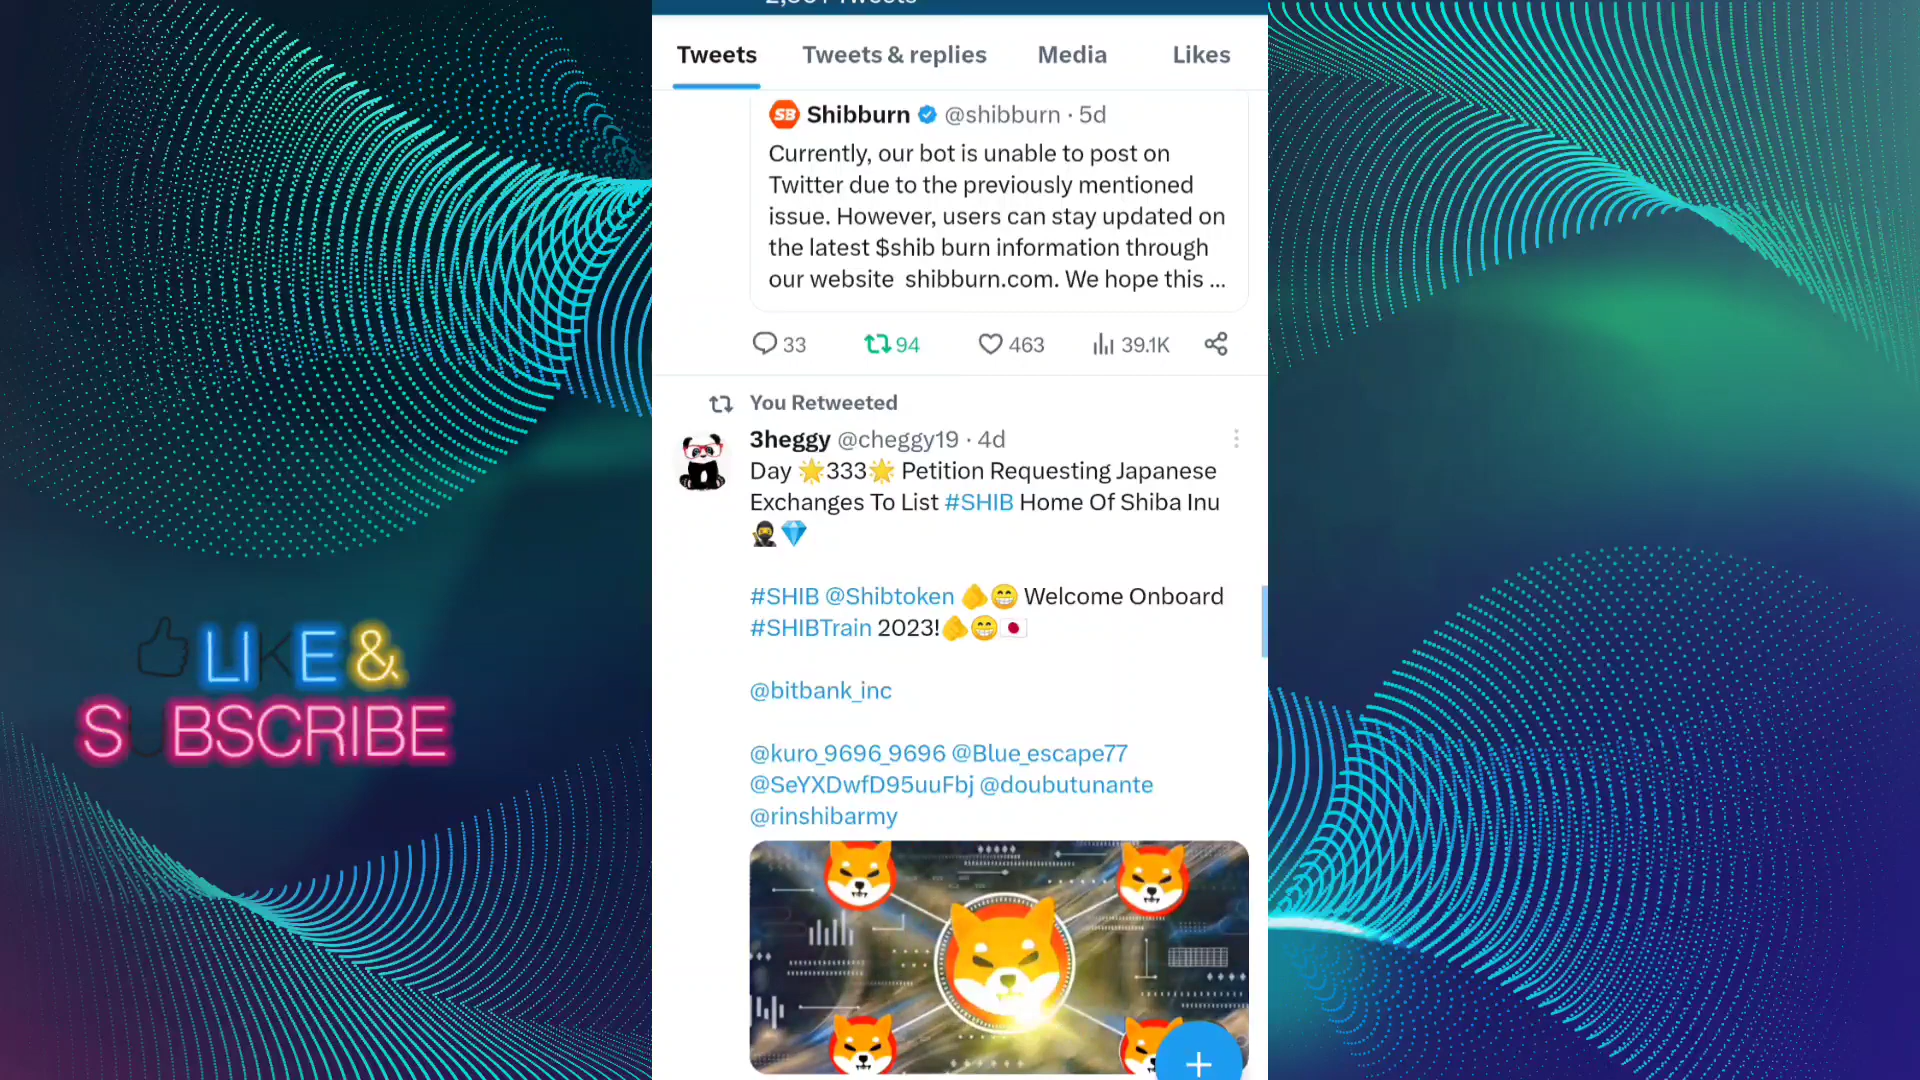 Tweets Tweets & replies Media Likes
Shibburn @shibburn · 5d
Currently, our bot is unable to post on
Twitter due to the previously mentioned
issue. However, users can stay updated on
the latest $shib burn information through
our website shibburn.com. We hope this ...
33 94 463 39.1K
You Retweeted
3heggy @cheggy19 · 4d
Day 🌟333🌟 Petition Requesting Japanese
Exchanges To List #SHIB Home Of Shiba Inu
🥷💎
#SHIB @Shibtoken 🫵😁 Welcome Onboard
#SHIBTrain 2023!🫵😁🇯🇵
@bitbank_inc
@kuro_9696_9696 @Blue_escape77
@SeYXDwfD95uuFbj @doubutunante
@rinshibarmy
LIKE &
SUBSCRIBE